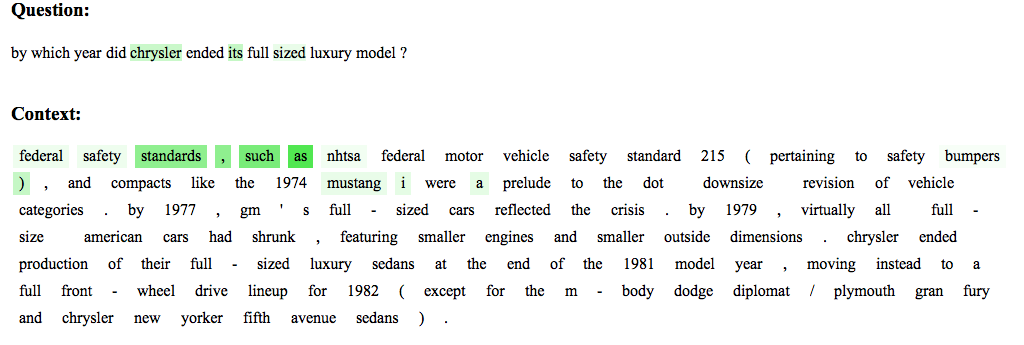 Question:
by which year did chrysler ended its full sized luxury model ?
Context:
federal safety standards , such as nhtsa federal motor vehicle safety standard 215 ( pertaining to safety bumpers
) , and compacts like the 1974 mustang i were a prelude to the dot downsize revision of vehicle
categories . by 1977 , gm ' s full - sized cars reflected the crisis . by 1979 , virtually all full -
size american cars had shrunk , featuring smaller engines and smaller outside dimensions . chrysler ended
production of their full - sized luxury sedans at the end of the 1981 model year , moving instead to a
full front - wheel drive lineup for 1982 ( except for the m - body dodge diplomat / plymouth gran fury
and chrysler new yorker fifth avenue sedans ) .